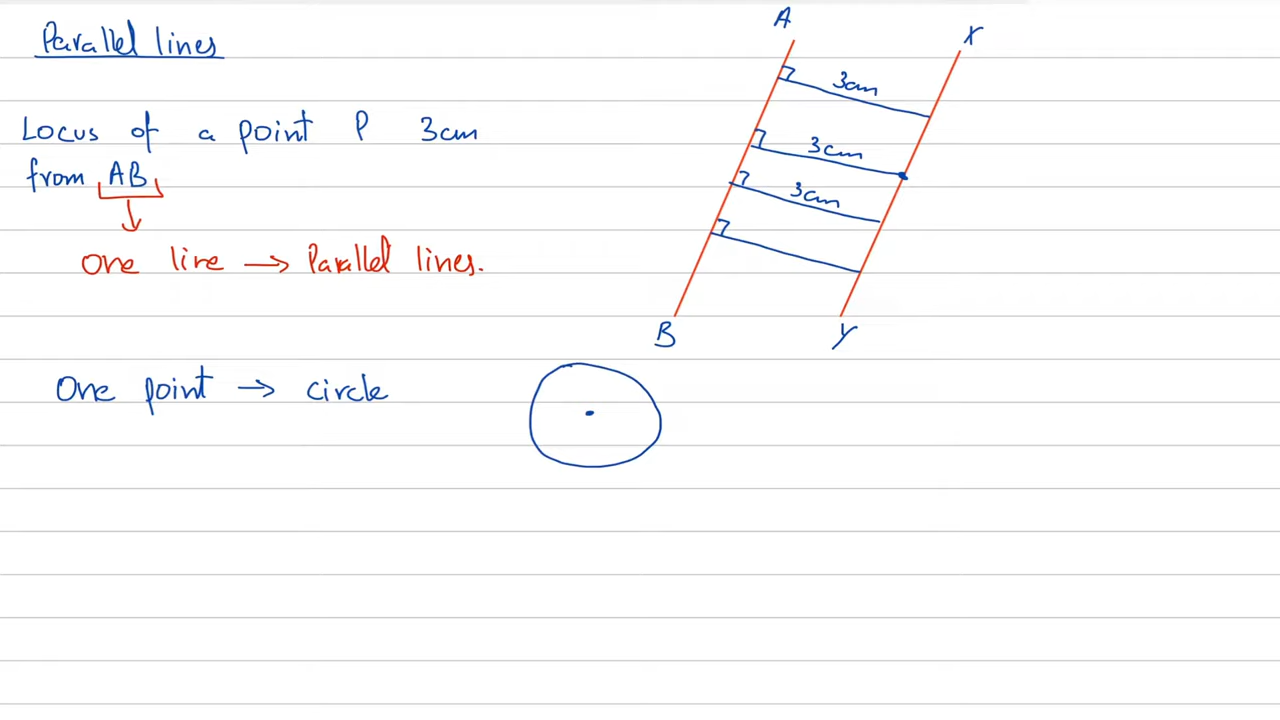 Parallel lines
Locus of a point P 3cm
from AB
One line → Parallel lines.
One point → circle
A
X
3cm
3cm
3cm
B
Y